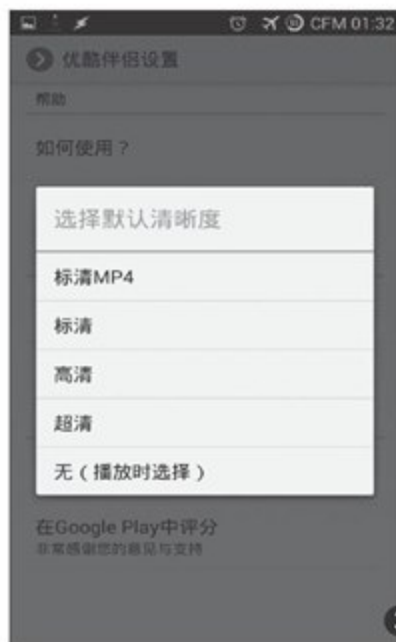 CFM 01:32
优酷伴侣设置
帮助
如何使用？
选择默认清晰度
标清MP4
标清
高清
超清
无（播放时选择）
在Google Play中评分
非常感谢您的意见与支持